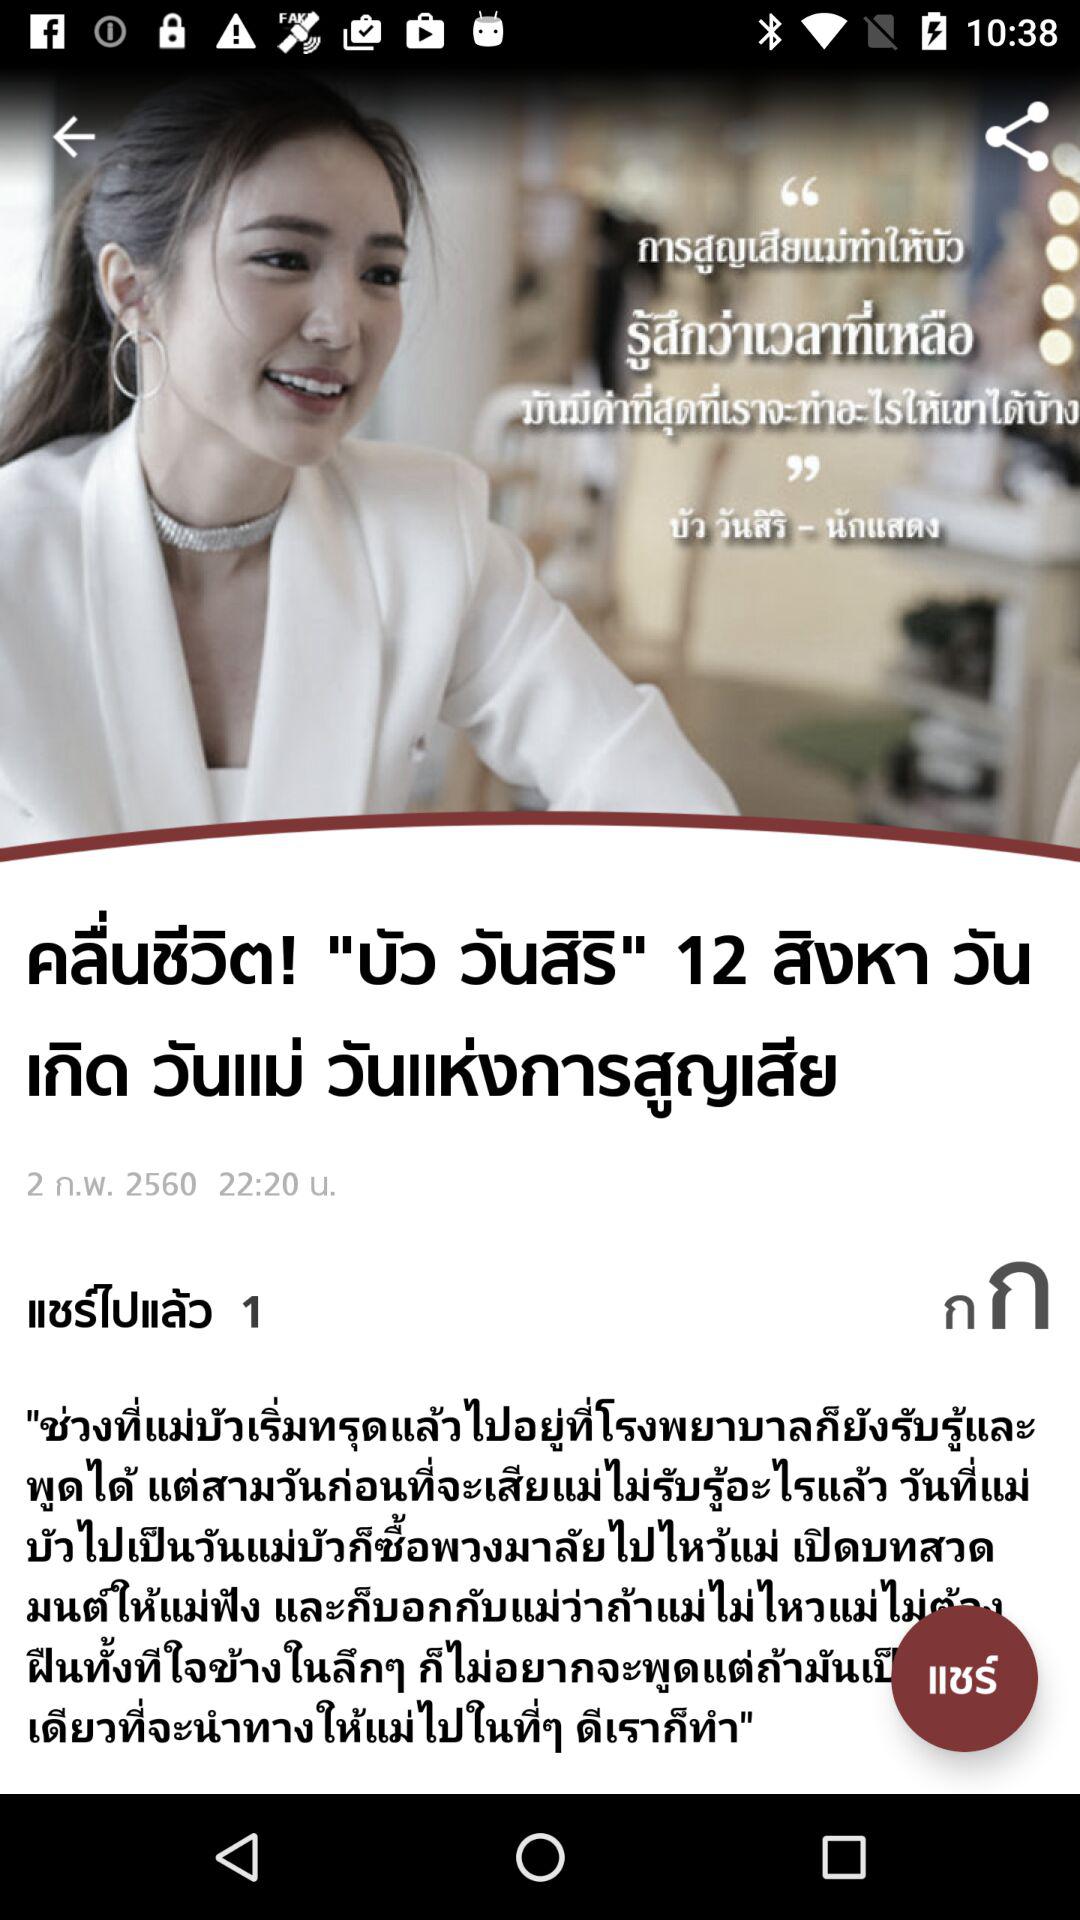 FAKE
10:38
“
การสูญเสียแม่ทำให้บัว
รู้สึกว่าเวลาที่เหลือ
มันมีค่าที่สุดที่เราจะทำอะไรให้เขาได้บ้าง
”
บัว วันสิริ – นักแสดง
คลื่นชีวิต! "บัว วันสิริ" 12 สิงหา วัน
เกิด วันแม่ วันแห่งการสูญเสีย
2 ก.พ. 2560 22:20 น.
แชร์ไปแล้ว 1
ก ก
"ช่วงที่แม่บัวเริ่มทรุดแล้วไปอยู่ที่โรงพยาบาลก็ยังรับรู้และ
พูดได้ แต่สามวันก่อนที่จะเสียแม่ไม่รับรู้อะไรแล้ว วันที่แม่
บัวไปเป็นวันแม่บัวก็ซื้อพวงมาลัยไปไหว้แม่ เปิดบทสวด
มนต์ให้แม่ฟัง และก็บอกกับแม่ว่าถ้าแม่ไม่ไหวแม่ไม่ต้อง
ฝืนทั้งทีใจข้างในลึกๆ ก็ไม่อยากจะพูดแต่ถ้ามัน
เดียวที่จะนำทางให้แม่ไปในที่ๆ ดีเราก็ทำ"
แชร์